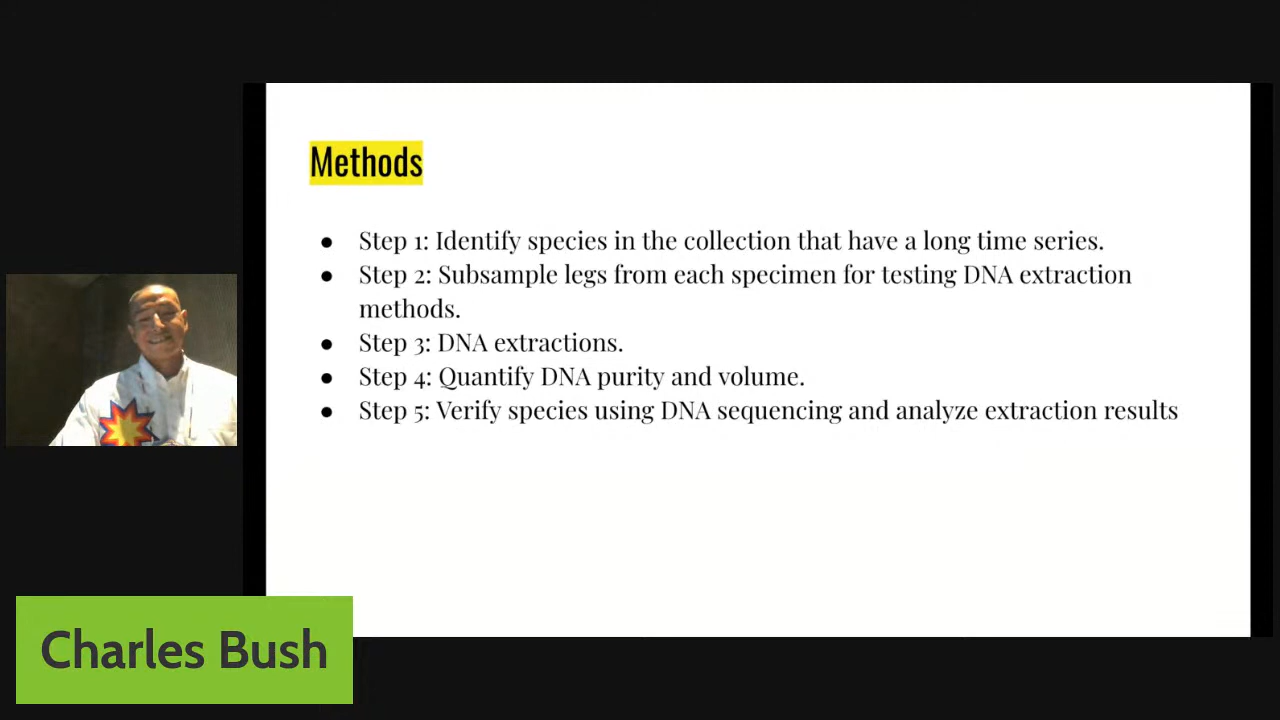 Methods
● Step 1: Identify species in the collection that have a long time series.
● Step 2: Subsample legs from each specimen for testing DNA extraction
methods.
● Step 3: DNA extractions.
● Step 4: Quantify DNA purity and volume.
● Step 5: Verify species using DNA sequencing and analyze extraction results
Charles Bush